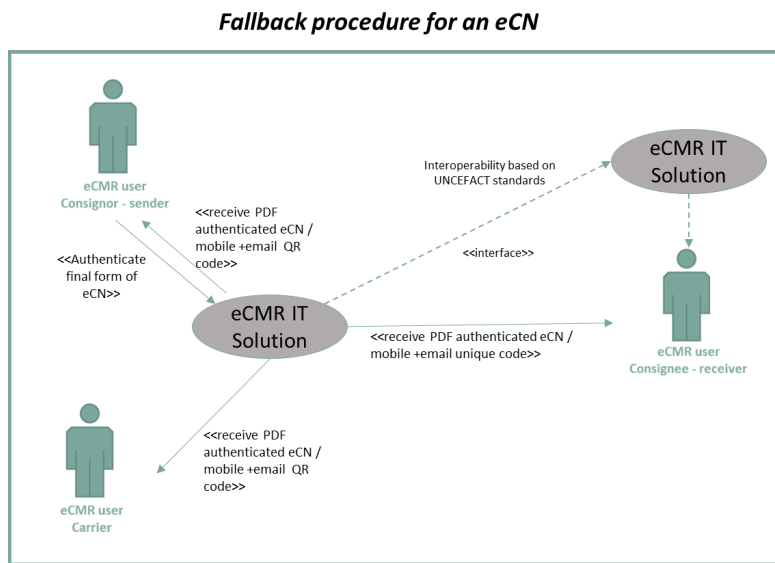 Fallback procedure for an eCN
eCMR IT
Solution
Interoperability based on
UNCEFACT standards
eCMR user
Consignor - sender
<<receive PDF
authenticated eCN /
mobile +email QR
code>>
<<Authenticate
final form of
eCN>>
<<interface>>
eCMR IT
Solution
<<receive PDF authenticated eCN /
mobile +email unique code>>
eCMR user
Consignee - receiver
<<receive PDF
authenticated eCN /
mobile +email QR
code>>
eCMR user
Carrier